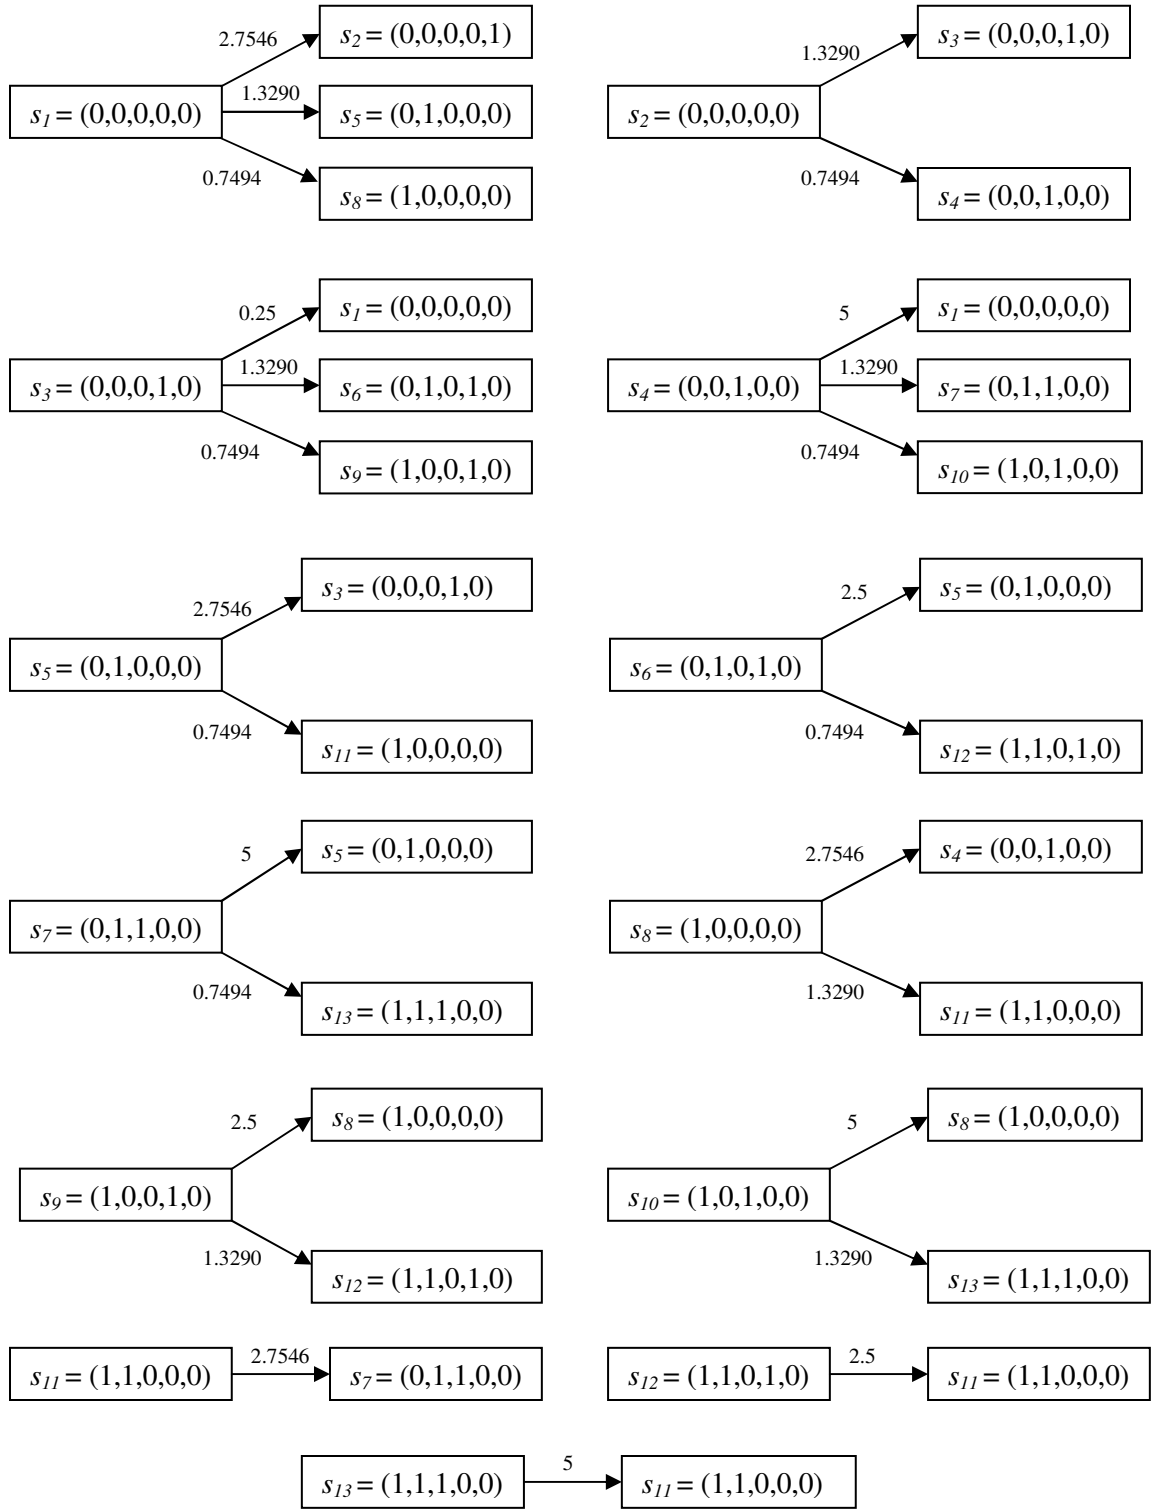 2.7546
s2 = (0,0,0,0,1)
1.3290
s1 = (0,0,0,0,0)
s5 = (0,1,0,0,0)
0.7494
s8 = (1,0,0,0,0)
1.3290
s3 = (0,0,0,1,0)
s2 = (0,0,0,0,0)
0.7494
s4 = (0,0,1,0,0)
0.25
s1 = (0,0,0,0,0)
1.3290
s3 = (0,0,0,1,0)
s6 = (0,1,0,1,0)
0.7494
s9 = (1,0,0,1,0)
5
s1 = (0,0,0,0,0)
1.3290
s4 = (0,0,1,0,0)
s7 = (0,1,1,0,0)
0.7494
s10 = (1,0,1,0,0)
2.7546
s3 = (0,0,0,1,0)
s5 = (0,1,0,0,0)
0.7494
s11 = (1,0,0,0,0)
2.5
s5 = (0,1,0,0,0)
s6 = (0,1,0,1,0)
0.7494
s12 = (1,1,0,1,0)
5
s5 = (0,1,0,0,0)
s7 = (0,1,1,0,0)
0.7494
s13 = (1,1,1,0,0)
2.7546
s4 = (0,0,1,0,0)
s8 = (1,0,0,0,0)
1.3290
s11 = (1,1,0,0,0)
2.5
s8 = (1,0,0,0,0)
s9 = (1,0,0,1,0)
1.3290
s12 = (1,1,0,1,0)
5
s8 = (1,0,0,0,0)
s10 = (1,0,1,0,0)
1.3290
s13 = (1,1,1,0,0)
s11 = (1,1,0,0,0)
2.7546
s7 = (0,1,1,0,0)
s12 = (1,1,0,1,0)
2.5
s11 = (1,1,0,0,0)
s13 = (1,1,1,0,0)
5
s11 = (1,1,0,0,0)